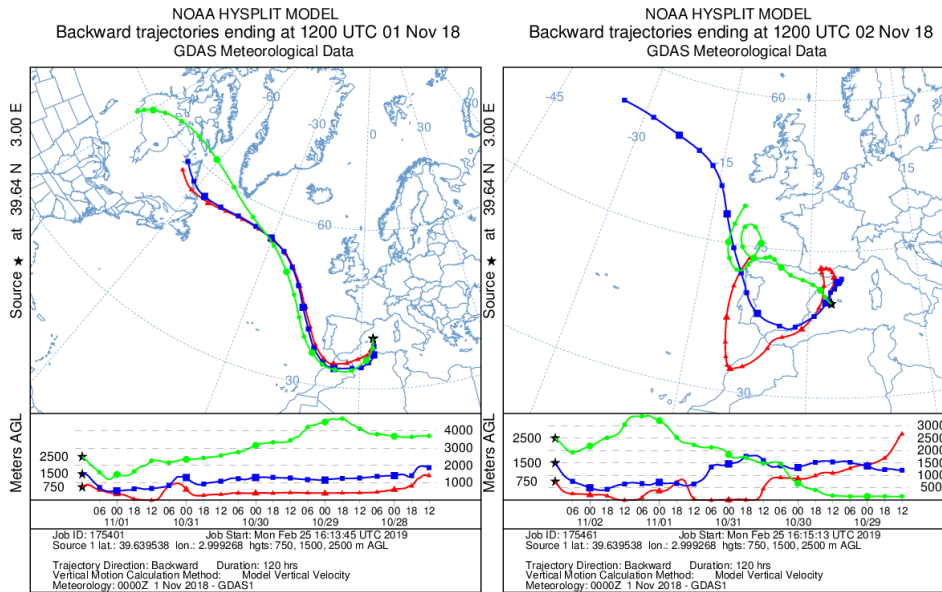 NOAA HYSPLIT MODEL
Backward trajectories ending at 1200 UTC 01 Nov 18
GDAS Meteorological Data
Source ★ at 39.64 N 3.00 E
-60
-30
0
30
60
30
Meters AGL
2500
1500
750
4000
3000
2000
1000
06 00 18 12 06 00 18 12 06 00 18 12 06 00 18 12 06 00 18 12
11/01 10/31 10/30 10/29 10/28
Job ID: 175401 Job Start: Mon Feb 25 16:13:45 UTC 2019
Source 1 lat.: 39.639538 lon.: 2.999268 hgts: 750, 1500, 2500 m AGL
Trajectory Direction: Backward Duration: 120 hrs
Vertical Motion Calculation Method: Model Vertical Velocity
Meteorology: 0000Z 1 Nov 2018 - GDAS1
NOAA HYSPLIT MODEL
Backward trajectories ending at 1200 UTC 02 Nov 18
GDAS Meteorological Data
Source ★ at 39.64 N 3.00 E
-45
-30
-15
0
15
60
45
30
Meters AGL
2500
1500
750
3000
2500
2000
1500
1000
500
06 00 18 12 06 00 18 12 06 00 18 12 06 00 18 12 06 00 18 12
11/02 11/01 10/31 10/30 10/29
Job ID: 175461 Job Start: Mon Feb 25 16:15:13 UTC 2019
Source 1 lat.: 39.639538 lon.: 2.999268 hgts: 750, 1500, 2500 m AGL
Trajectory Direction: Backward Duration: 120 hrs
Vertical Motion Calculation Method: Model Vertical Velocity
Meteorology: 0000Z 1 Nov 2018 - GDAS1